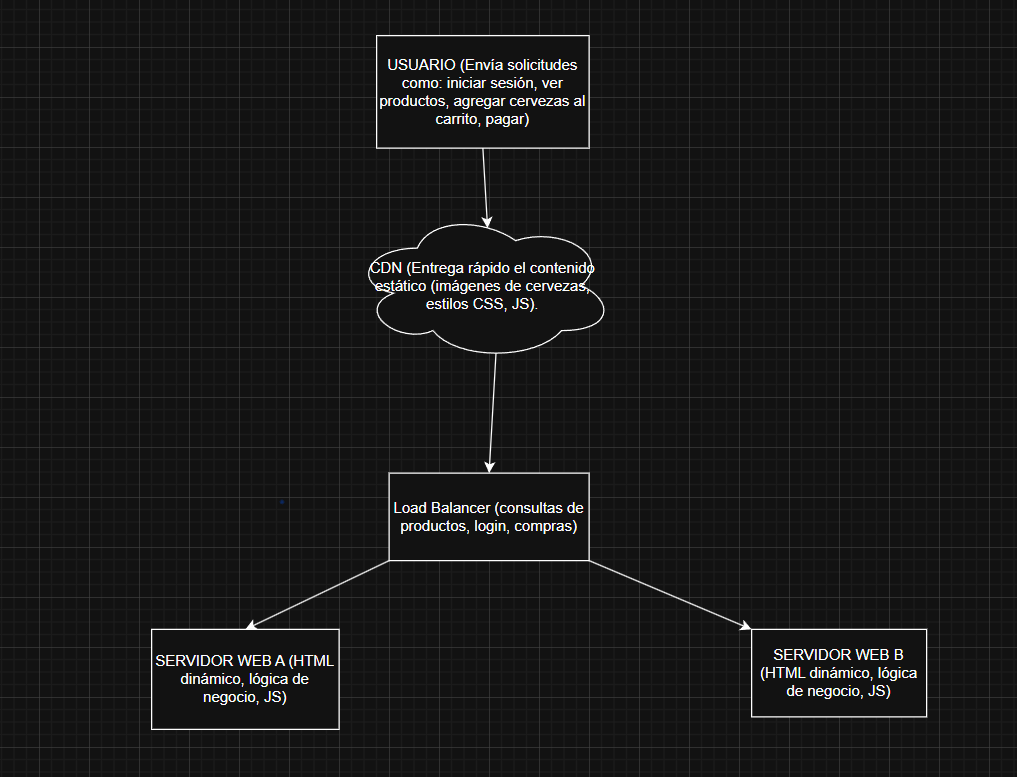 USUARIO (Envía solicitudes
como: iniciar sesión, ver
productos, agregar cervezas al
carrito, pagar)
CDN (Entrega rápido el contenido
estático (imágenes de cervezas,
estilos CSS, JS).
Load Balancer (consultas de
productos, login, compras)
SERVIDOR WEB A (HTML
dinámico, lógica de
negocio, JS)
SERVIDOR WEB B
(HTML dinámico, lógica
de negocio, JS)